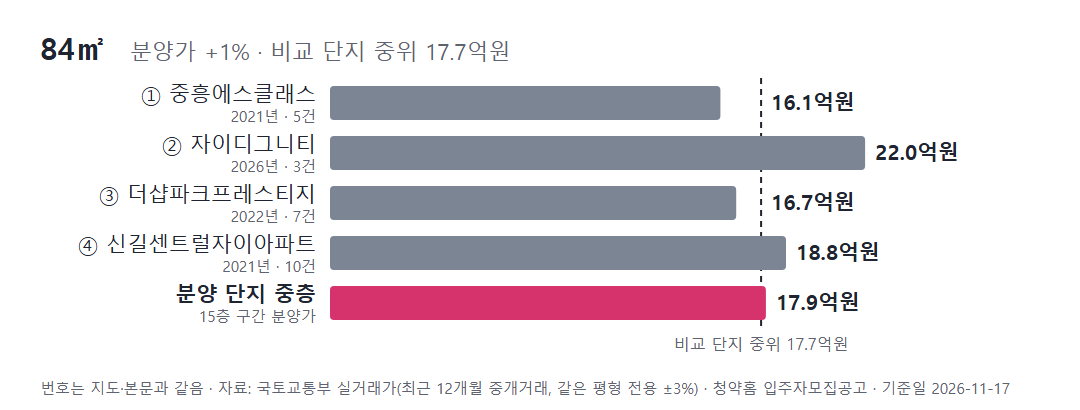 84㎡ 분양가 +1% · 비교 단지 중위 17.7억원
① 중흥에스클래스 16.1억원
2021년 · 5건
② 자이디그니티 22.0억원
2026년 · 3건
③ 더샵파크프레스티지 16.7억원
2022년 · 7건
④ 신길센트럴자이아파트 18.8억원
2021년 · 10건
분양 단지 중층 17.9억원
15층 구간 분양가
비교 단지 중위 17.7억원
번호는 지도·본문과 같음 · 자료: 국토교통부 실거래가(최근 12개월 중개거래, 같은 평형 전용 ±3%) · 청약홈 입주자모집공고 · 기준일 2026-11-17